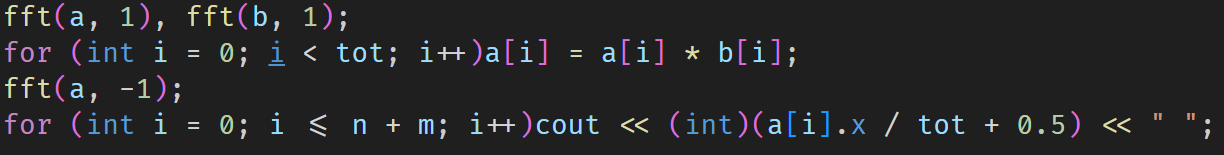 fft(a, 1), fft(b, 1);
for (int i = 0; i < tot; i++)a[i] = a[i] * b[i];
fft(a, -1);
for (int i = 0; i <= n + m; i++)cout << (int)(a[i].x / tot + 0.5) << " ";